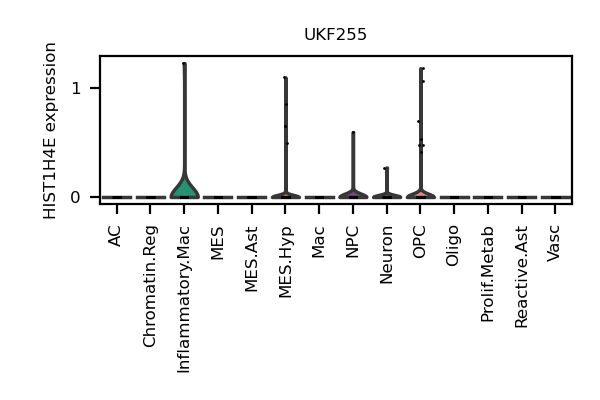 UKF255
HIST1H4E expression
1
0
AC
Chromatin.Reg
Inflammatory.Mac
MES
MES.Ast
MES.Hyp
Mac
NPC
Neuron
OPC
Oligo
Prolif.Metab
Reactive.Ast
Vasc